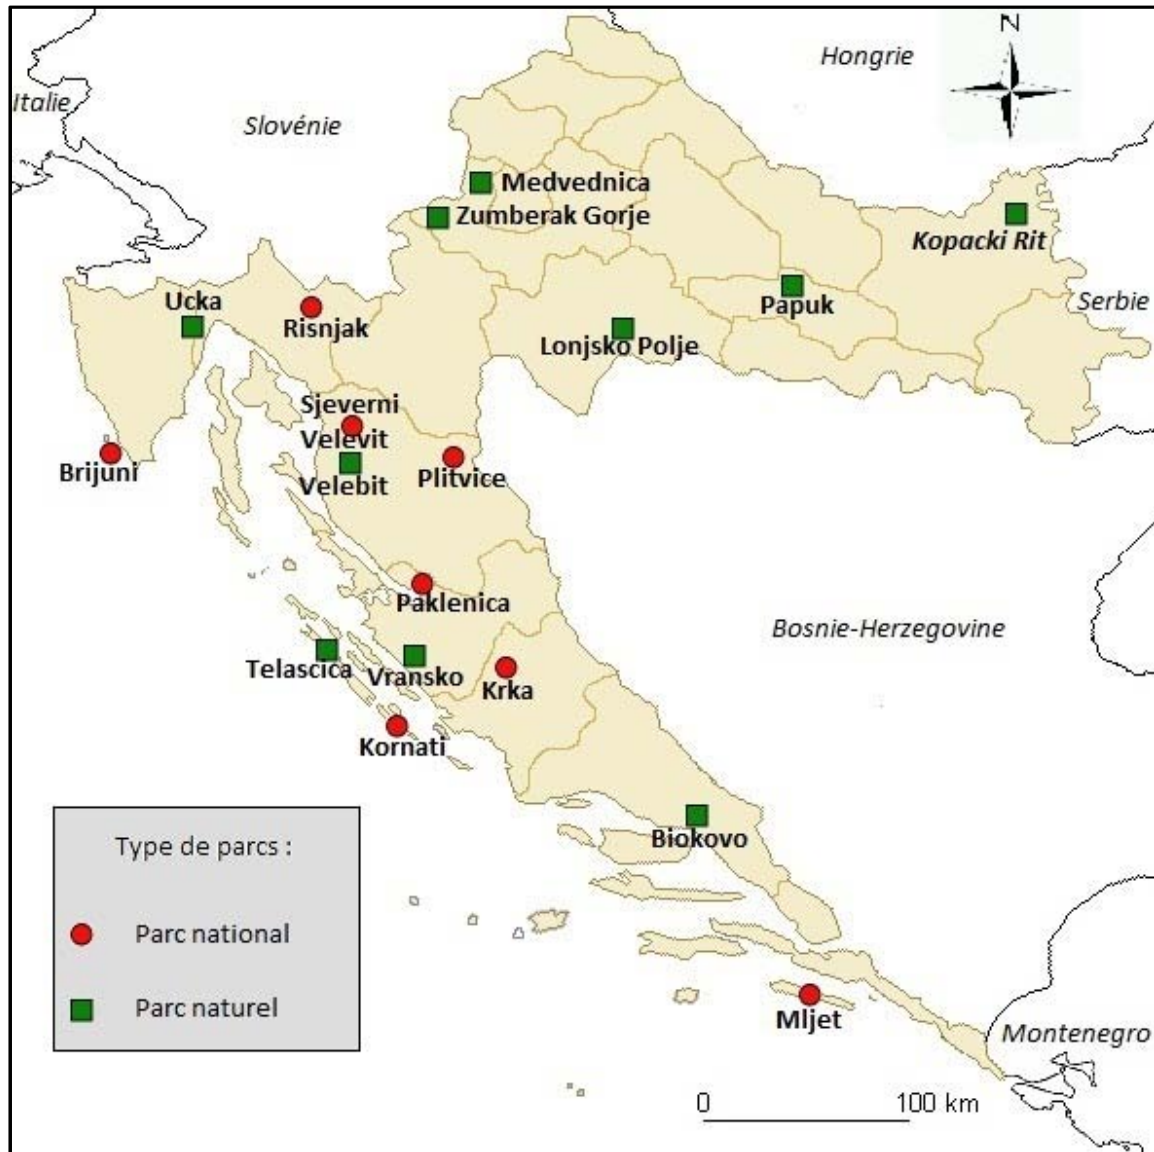 N
Hongrie
Italie
Slovénie
Medvednica
Zumberak Gorje
Kopacki Rit
Ucka
Risnjak
Papuk
Serbie
Lonjsko Polje
Sjeverni
Velevit
Brijuni
Velebit
Plitvice
Paklenica
Bosnie-Herzegovine
Telascica
Vransko
Krka
Kornati
Biokovo
Type de parcs :
Parc national
Parc naturel
Mljet
Montenegro
0 100 km